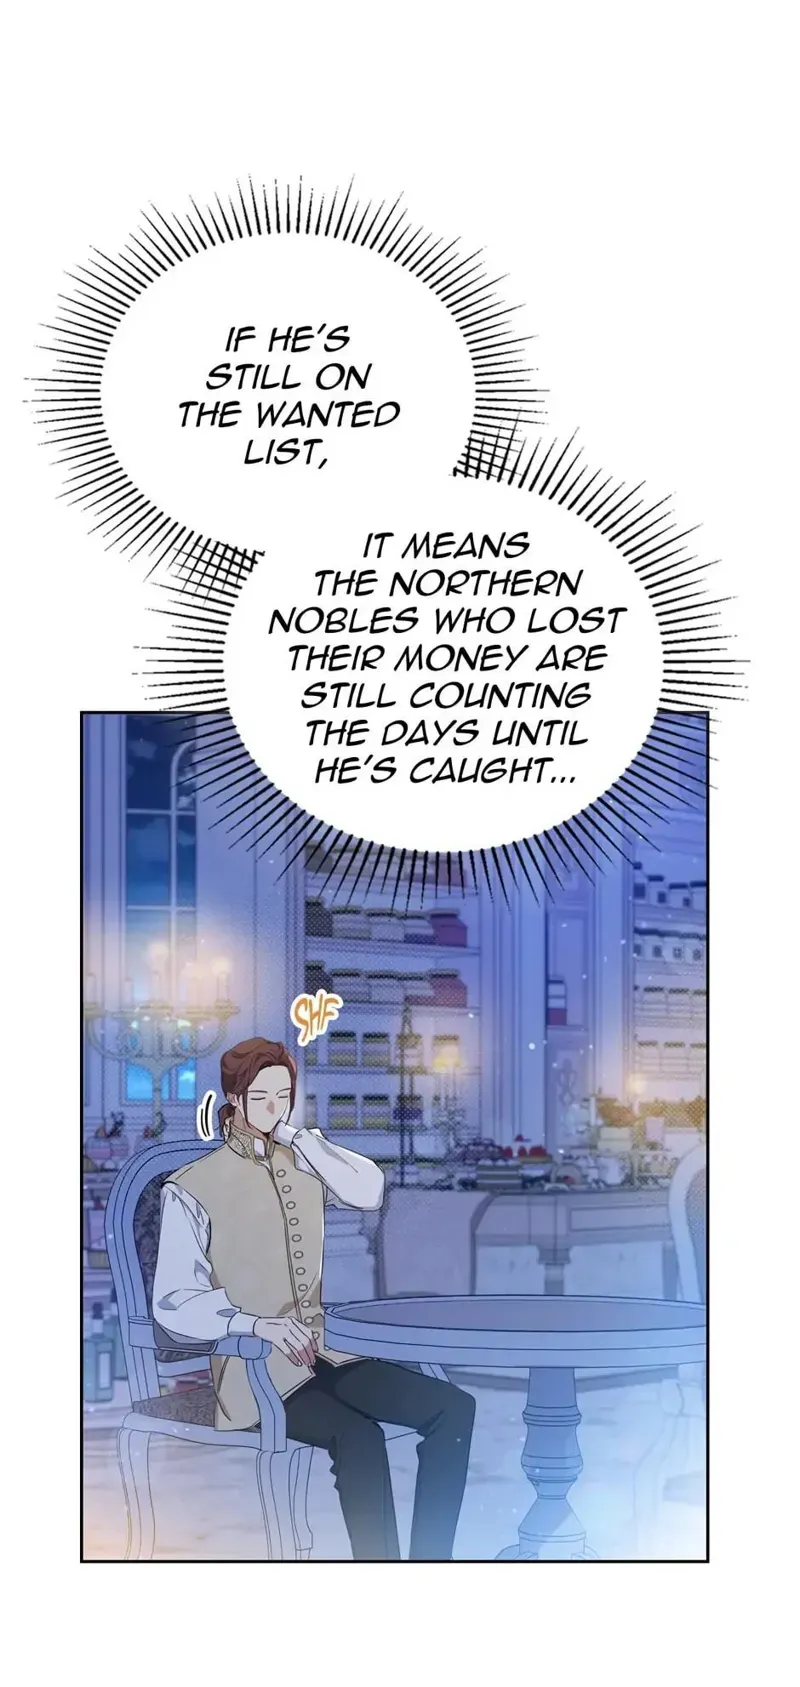 IF HE'S
STILL ON
THE WANTED
LIST,
IT MEANS
THE NORTHERN
NOBLES WHO LOST
THEIR MONEY ARE
STILL COUNTING
THE DAYS UNTIL
HE'S CAUGHT...
SHF